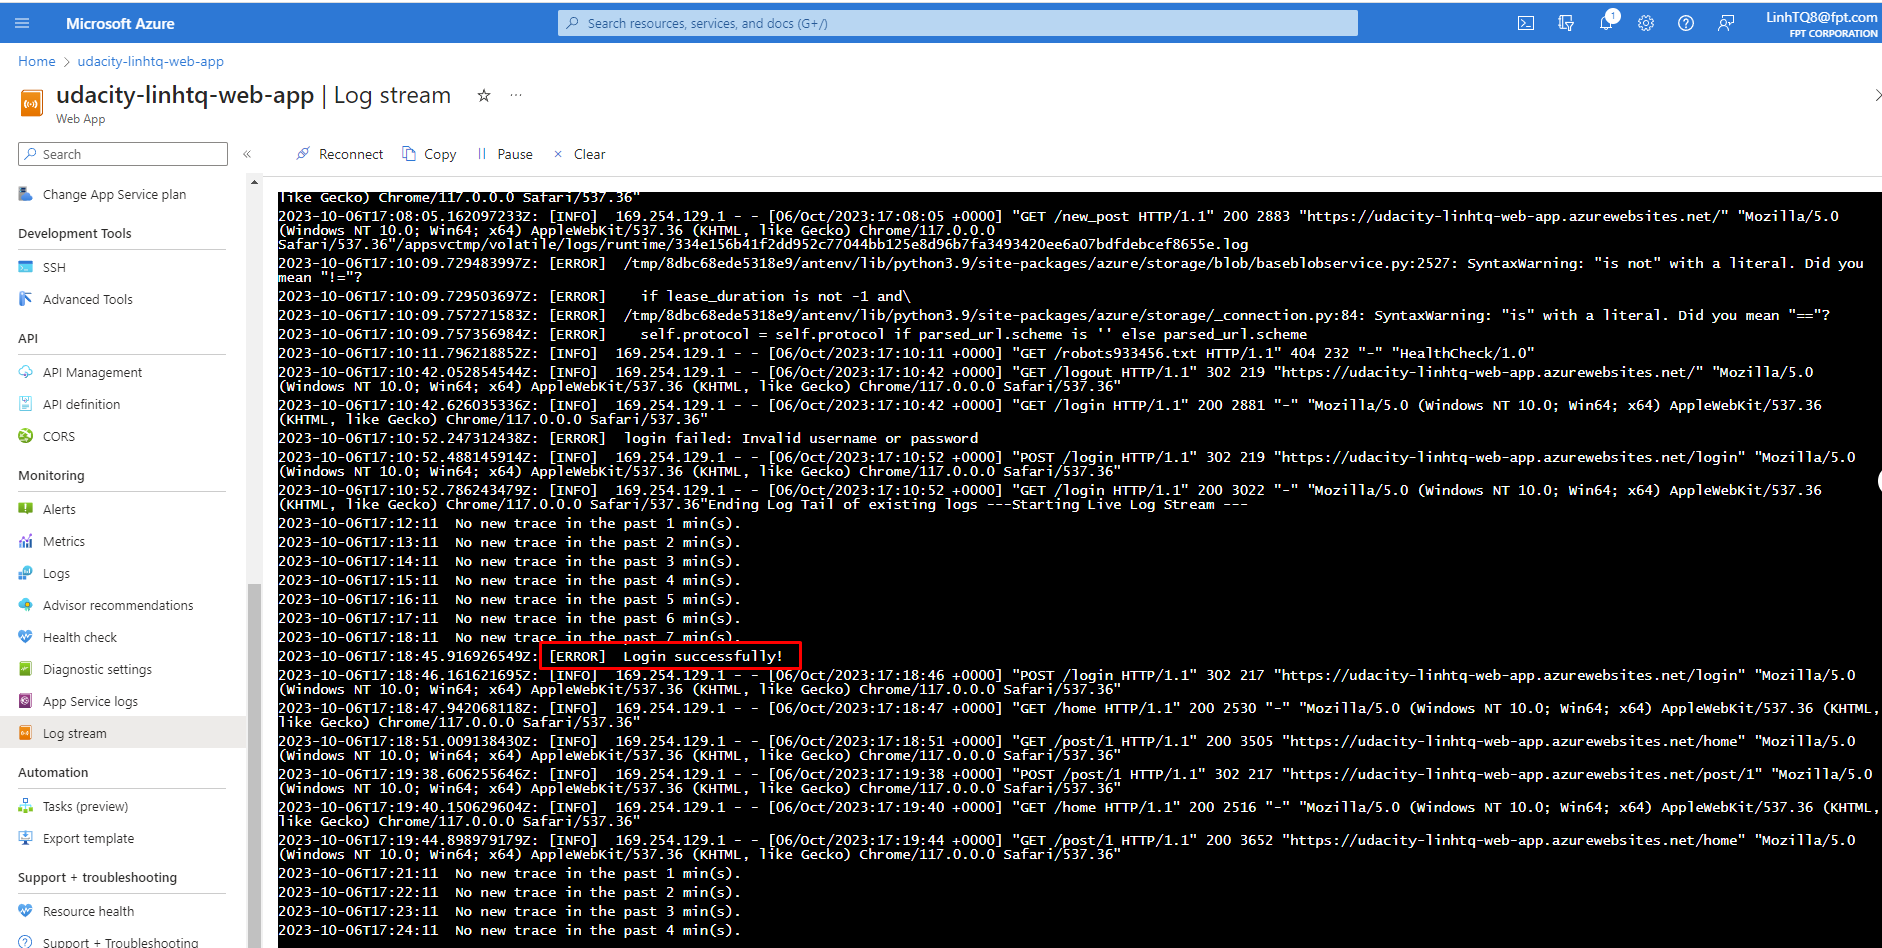 Microsoft Azure
Search resources, services, and docs (G+/)
1
LinhTQ8@fpt.com
FPT CORPORATION
Home > udacity-linhtq-web-app
udacity-linhtq-web-app | Log stream
Web App
Search
Reconnect Copy Pause Clear
Change App Service plan
Development Tools
SSH
Advanced Tools
API
API Management
API definition
CORS
Monitoring
Alerts
Metrics
Logs
Advisor recommendations
Health check
Diagnostic settings
App Service logs
Log stream
Automation
Tasks (preview)
Export template
Support + troubleshooting
Resource health
Support + Troubleshooting
like Gecko) Chrome/117.0.0.0 Safari/537.36"
2023-10-06T17:08:05.162097233Z: [INFO]  169.254.129.1 - - [06/Oct/2023:17:08:05 +0000] "GET /new_post HTTP/1.1" 200 2883 "https://udacity-linhtq-web-app.azurewebsites.net/" "Mozilla/5.0
(Windows NT 10.0; Win64; x64) AppleWebKit/537.36 (KHTML, like Gecko) Chrome/117.0.0.0
Safari/537.36"/appsvctmp/volatile/logs/runtime/334e156b41f2dd952c77044bb125e8d96b7fa3493420ee6a07bdfdebcef8655e.log
2023-10-06T17:10:09.729483997Z: [ERROR]  /tmp/8dbc68ede5318e9/antenv/lib/python3.9/site-packages/azure/storage/blob/baseblobservice.py:2527: SyntaxWarning: "is not" with a literal. Did you
mean "!="?
2023-10-06T17:10:09.729503697Z: [ERROR]    if lease_duration is not -1 and\
2023-10-06T17:10:09.757271583Z: [ERROR]  /tmp/8dbc68ede5318e9/antenv/lib/python3.9/site-packages/azure/storage/_connection.py:84: SyntaxWarning: "is" with a literal. Did you mean "=="?
2023-10-06T17:10:09.757356984Z: [ERROR]    self.protocol = self.protocol if parsed_url.scheme is '' else parsed_url.scheme
2023-10-06T17:10:11.796218852Z: [INFO]  169.254.129.1 - - [06/Oct/2023:17:10:11 +0000] "GET /robots933456.txt HTTP/1.1" 404 232 "-" "HealthCheck/1.0"
2023-10-06T17:10:42.052854544Z: [INFO]  169.254.129.1 - - [06/Oct/2023:17:10:42 +0000] "GET /logout HTTP/1.1" 302 219 "https://udacity-linhtq-web-app.azurewebsites.net/" "Mozilla/5.0
(Windows NT 10.0; Win64; x64) AppleWebKit/537.36 (KHTML, like Gecko) Chrome/117.0.0.0 Safari/537.36"
2023-10-06T17:10:42.626035336Z: [INFO]  169.254.129.1 - - [06/Oct/2023:17:10:42 +0000] "GET /login HTTP/1.1" 200 2881 "-" "Mozilla/5.0 (Windows NT 10.0; Win64; x64) AppleWebKit/537.36
(KHTML, like Gecko) Chrome/117.0.0.0 Safari/537.36"
2023-10-06T17:10:52.247312438Z: [ERROR]  login failed: Invalid username or password
2023-10-06T17:10:52.488145914Z: [INFO]  169.254.129.1 - - [06/Oct/2023:17:10:52 +0000] "POST /login HTTP/1.1" 302 219 "https://udacity-linhtq-web-app.azurewebsites.net/login" "Mozilla/5.0
(Windows NT 10.0; Win64; x64) AppleWebKit/537.36 (KHTML, like Gecko) Chrome/117.0.0.0 Safari/537.36"
2023-10-06T17:10:52.786243479Z: [INFO]  169.254.129.1 - - [06/Oct/2023:17:10:52 +0000] "GET /login HTTP/1.1" 200 3022 "-" "Mozilla/5.0 (Windows NT 10.0; Win64; x64) AppleWebKit/537.36
(KHTML, like Gecko) Chrome/117.0.0.0 Safari/537.36"Ending Log Tail of existing logs ---Starting Live Log Stream ---
2023-10-06T17:12:11  No new trace in the past 1 min(s).
2023-10-06T17:13:11  No new trace in the past 2 min(s).
2023-10-06T17:14:11  No new trace in the past 3 min(s).
2023-10-06T17:15:11  No new trace in the past 4 min(s).
2023-10-06T17:16:11  No new trace in the past 5 min(s).
2023-10-06T17:17:11  No new trace in the past 6 min(s).
2023-10-06T17:18:11  No new trace in the past 7 min(s).
2023-10-06T17:18:45.916926549Z: [ERROR]  Login successfully!
2023-10-06T17:18:46.161621695Z: [INFO]  169.254.129.1 - - [06/Oct/2023:17:18:46 +0000] "POST /login HTTP/1.1" 302 217 "https://udacity-linhtq-web-app.azurewebsites.net/login" "Mozilla/5.0
(Windows NT 10.0; Win64; x64) AppleWebKit/537.36 (KHTML, like Gecko) Chrome/117.0.0.0 Safari/537.36"
2023-10-06T17:18:47.942068118Z: [INFO]  169.254.129.1 - - [06/Oct/2023:17:18:47 +0000] "GET /home HTTP/1.1" 200 2530 "-" "Mozilla/5.0 (Windows NT 10.0; Win64; x64) AppleWebKit/537.36 (KHTML,
like Gecko) Chrome/117.0.0.0 Safari/537.36"
2023-10-06T17:18:51.009138430Z: [INFO]  169.254.129.1 - - [06/Oct/2023:17:18:51 +0000] "GET /post/1 HTTP/1.1" 200 3505 "https://udacity-linhtq-web-app.azurewebsites.net/home" "Mozilla/5.0
(Windows NT 10.0; Win64; x64) AppleWebKit/537.36 (KHTML, like Gecko) Chrome/117.0.0.0 Safari/537.36"
2023-10-06T17:19:38.606255646Z: [INFO]  169.254.129.1 - - [06/Oct/2023:17:19:38 +0000] "POST /post/1 HTTP/1.1" 302 217 "https://udacity-linhtq-web-app.azurewebsites.net/post/1" "Mozilla/5.0
(Windows NT 10.0; Win64; x64) AppleWebKit/537.36 (KHTML, like Gecko) Chrome/117.0.0.0 Safari/537.36"
2023-10-06T17:19:40.150629604Z: [INFO]  169.254.129.1 - - [06/Oct/2023:17:19:40 +0000] "GET /home HTTP/1.1" 200 2516 "-" "Mozilla/5.0 (Windows NT 10.0; Win64; x64) AppleWebKit/537.36 (KHTML,
like Gecko) Chrome/117.0.0.0 Safari/537.36"
2023-10-06T17:19:44.898979179Z: [INFO]  169.254.129.1 - - [06/Oct/2023:17:19:44 +0000] "GET /post/1 HTTP/1.1" 200 3652 "https://udacity-linhtq-web-app.azurewebsites.net/home" "Mozilla/5.0
(Windows NT 10.0; Win64; x64) AppleWebKit/537.36 (KHTML, like Gecko) Chrome/117.0.0.0 Safari/537.36"
2023-10-06T17:21:11  No new trace in the past 1 min(s).
2023-10-06T17:22:11  No new trace in the past 2 min(s).
2023-10-06T17:23:11  No new trace in the past 3 min(s).
2023-10-06T17:24:11  No new trace in the past 4 min(s).